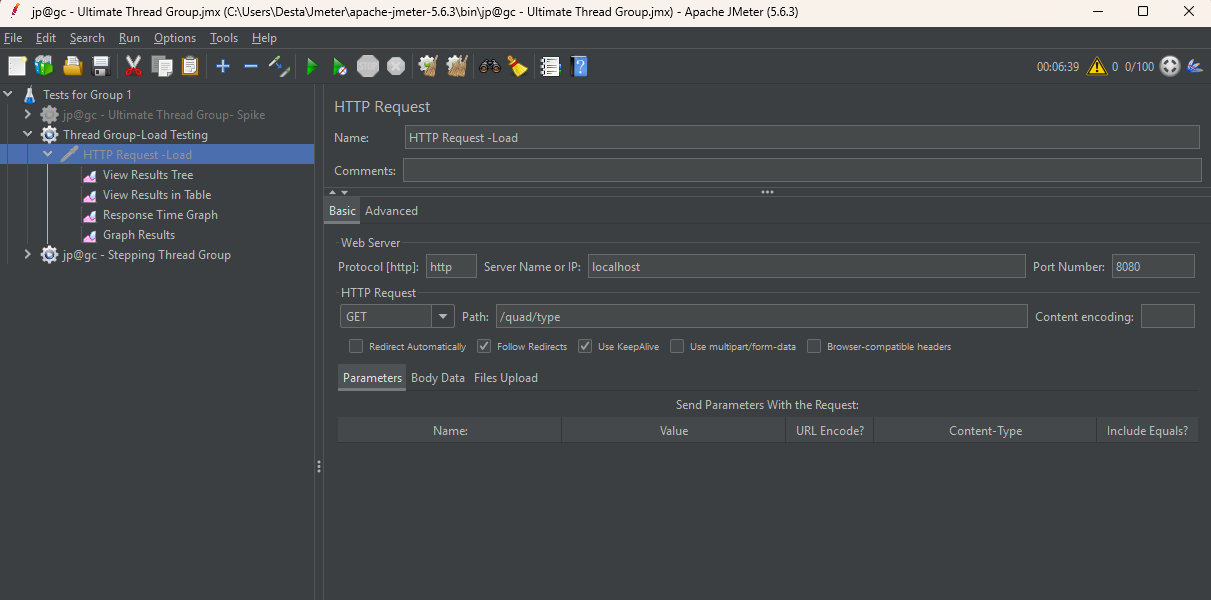 jp@gc - Ultimate Thread Group.jmx (C:\Users\Desta\Jmeter\apache-jmeter-5.6.3\bin\jp@gc - Ultimate Thread Group.jmx) - Apache JMeter (5.6.3)
File Edit Search Run Options Tools Help
STOP 00:06:39 0 0/100
Tests for Group 1
jp@gc - Ultimate Thread Group- Spike
Thread Group-Load Testing
HTTP Request -Load
View Results Tree
View Results in Table
Response Time Graph
Graph Results
jp@gc - Stepping Thread Group
HTTP Request
Name: HTTP Request -Load
Comments:
Basic Advanced
Web Server
Protocol [http]: http Server Name or IP: localhost Port Number: 8080
HTTP Request
GET Path: /quad/type Content encoding:
Redirect Automatically Follow Redirects Use KeepAlive Use multipart/form-data Browser-compatible headers
Parameters Body Data Files Upload
Send Parameters With the Request:
Name: Value URL Encode? Content-Type Include Equals?